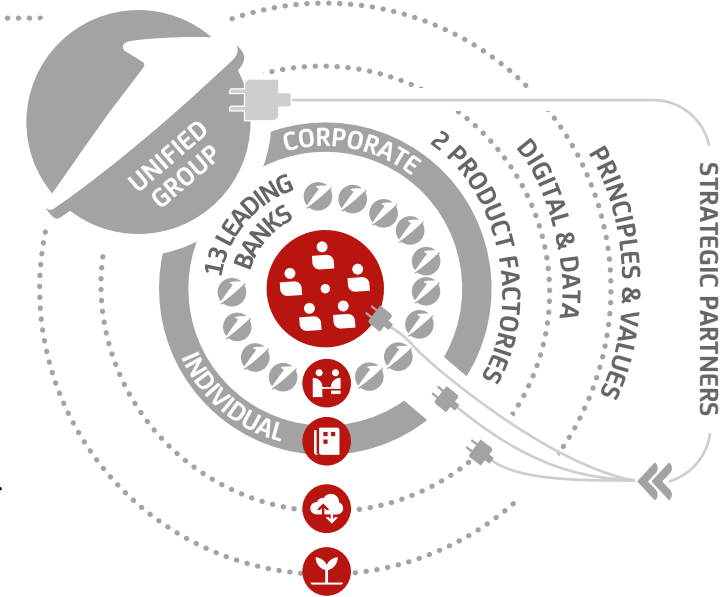 UNIFIED
GROUP
CORPORATE
INDIVIDUAL
13 LEADING
BANKS
2 PRODUCT FACTORIES
DIGITAL & DATA
PRINCIPLES & VALUES
STRATEGIC PARTNERS